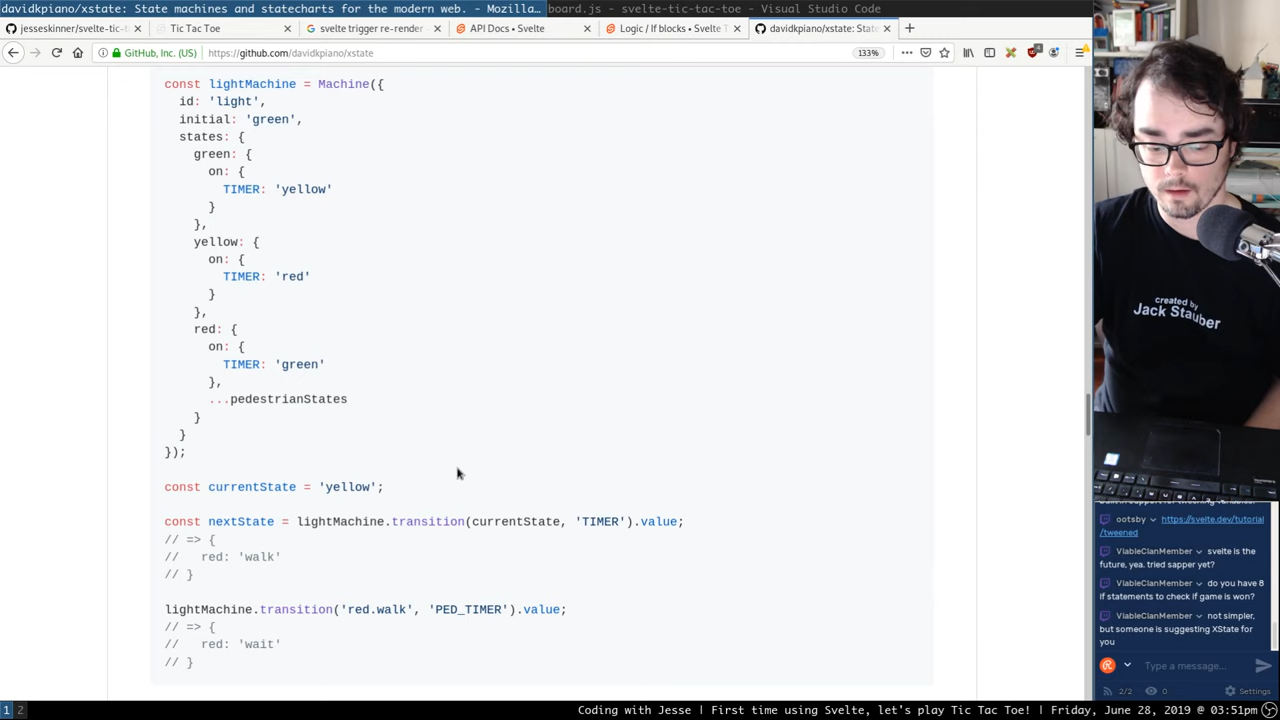 davidkpiano/xstate: State machines and statecharts for the modern web. - Mozilla...
board.js - svelte-tic-tac-toe - Visual Studio Code
jesseskinner/svelte-tic-t
Tic Tac Toe
svelte trigger re-render
API Docs • Svelte
Logic / If blocks • Svelte T
davidkpiano/xstate: State
GitHub, Inc. (US)
https://github.com/davidkpiano/xstate
133%
4
const lightMachine = Machine({
id: 'light',
initial: 'green',
states: {
green: {
on: {
TIMER: 'yellow'
}
},
yellow: {
on: {
TIMER: 'red'
}
},
red: {
on: {
TIMER: 'green'
},
...pedestrianStates
}
}
});
const currentState = 'yellow';
const nextState = lightMachine.transition(currentState, 'TIMER').value;
// => {
//   red: 'walk'
// }
lightMachine.transition('red.walk', 'PED_TIMER').value;
// => {
//   red: 'wait'
// }
created by
Jack Stauber
ootsby https://svelte.dev/tutorial
/tweened
ViableClanMember svelte is the
future, yea. tried sapper yet?
ViableClanMember do you have 8
if statements to check if game is won?
ViableClanMember not simpler,
but someone is suggesting XState for
you
Type a message...
2/2 0 Settings
1 2
Coding with Jesse | First time using Svelte, let's play Tic Tac Toe! | Friday, June 28, 2019 @ 03:51pm